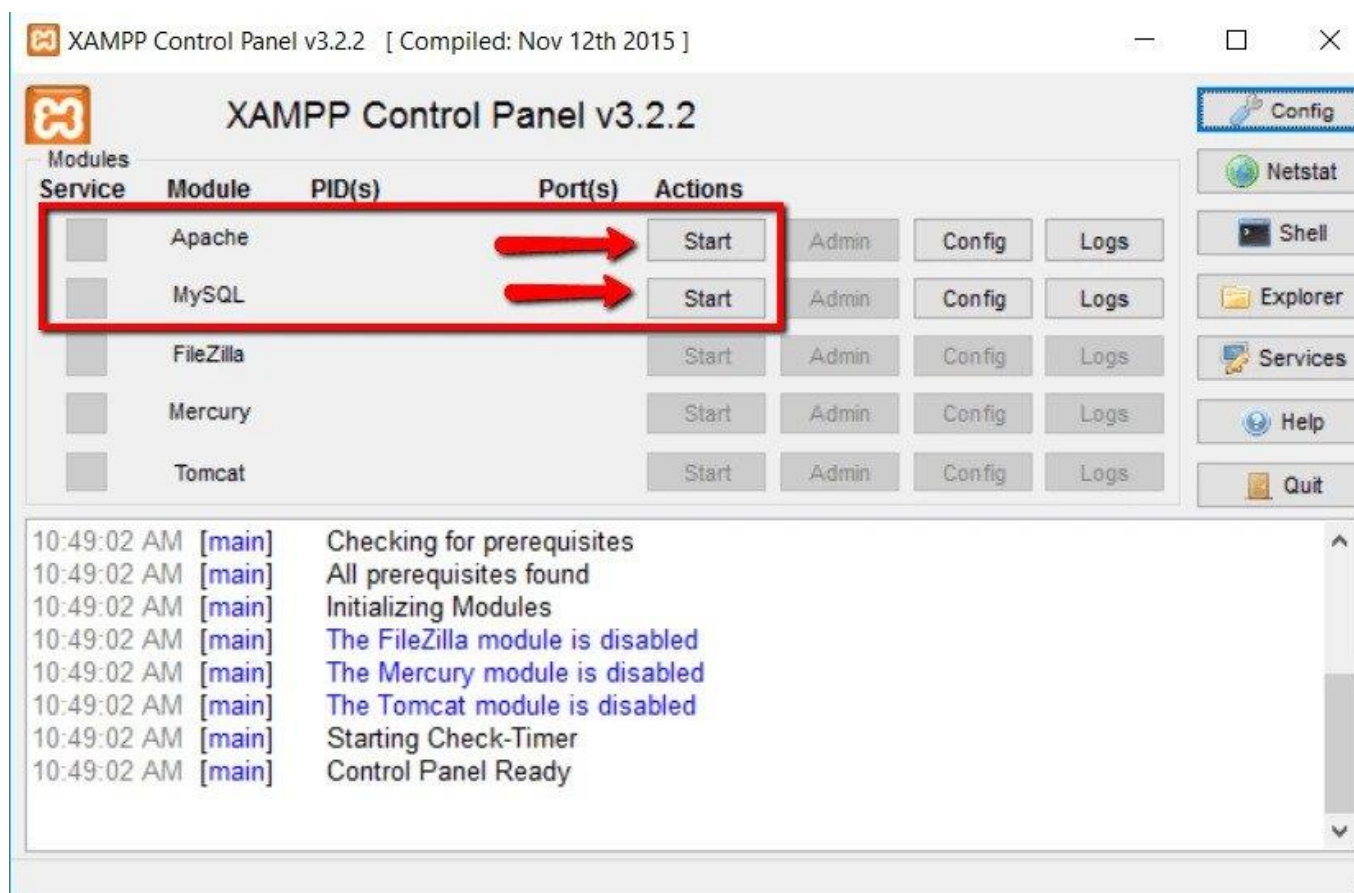 XAMPP Control Panel v3.2.2 [ Compiled: Nov 12th 2015 ]
XAMPP Control Panel v3.2.2
Config
Modules
Service Module PID(s) Port(s) Actions
Netstat
Apache Start Admin Config Logs
Shell
MySQL Start Admin Config Logs
Explorer
FileZilla Start Admin Config Logs
Services
Mercury Start Admin Config Logs
Help
Tomcat Start Admin Config Logs
Quit
10:49:02 AM [main] Checking for prerequisites
10:49:02 AM [main] All prerequisites found
10:49:02 AM [main] Initializing Modules
10:49:02 AM [main] The FileZilla module is disabled
10:49:02 AM [main] The Mercury module is disabled
10:49:02 AM [main] The Tomcat module is disabled
10:49:02 AM [main] Starting Check-Timer
10:49:02 AM [main] Control Panel Ready